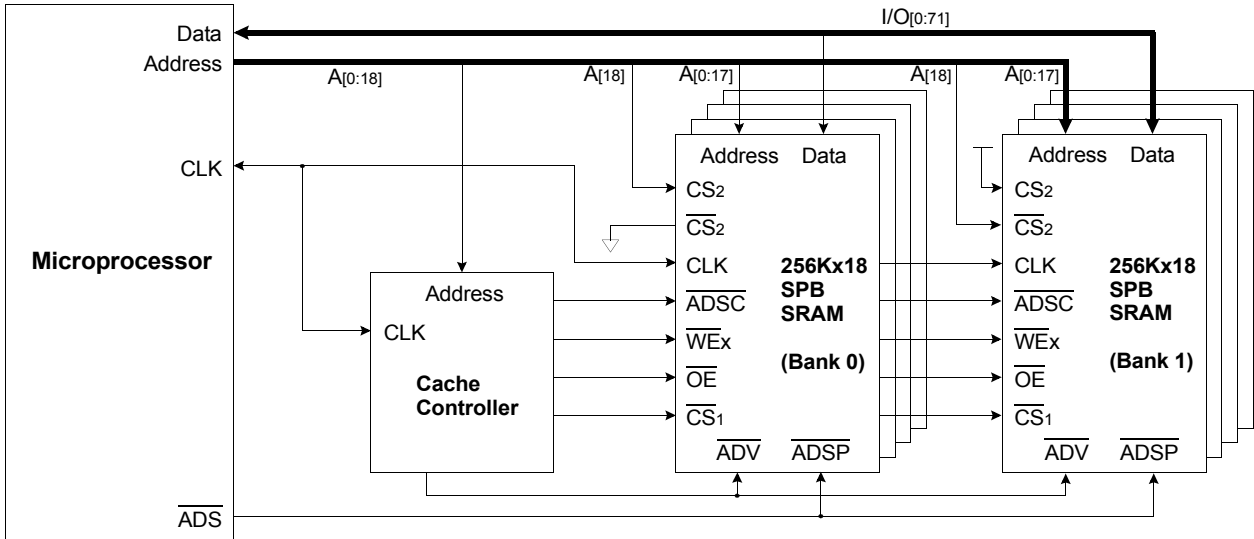 I/O[0:71]
Data
Address
A[0:18]
A[18]
A[0:17]
A[18]
A[0:17]
CLK
Microprocessor
ADS
Address
CLK
Cache
Controller
Address Data
CS2
CS2
CLK
ADSC
WEx
OE
CS1
ADV ADSP
256Kx18
SPB
SRAM
(Bank 0)
Address Data
CS2
CS2
CLK
ADSC
WEx
OE
CS1
ADV ADSP
256Kx18
SPB
SRAM
(Bank 1)